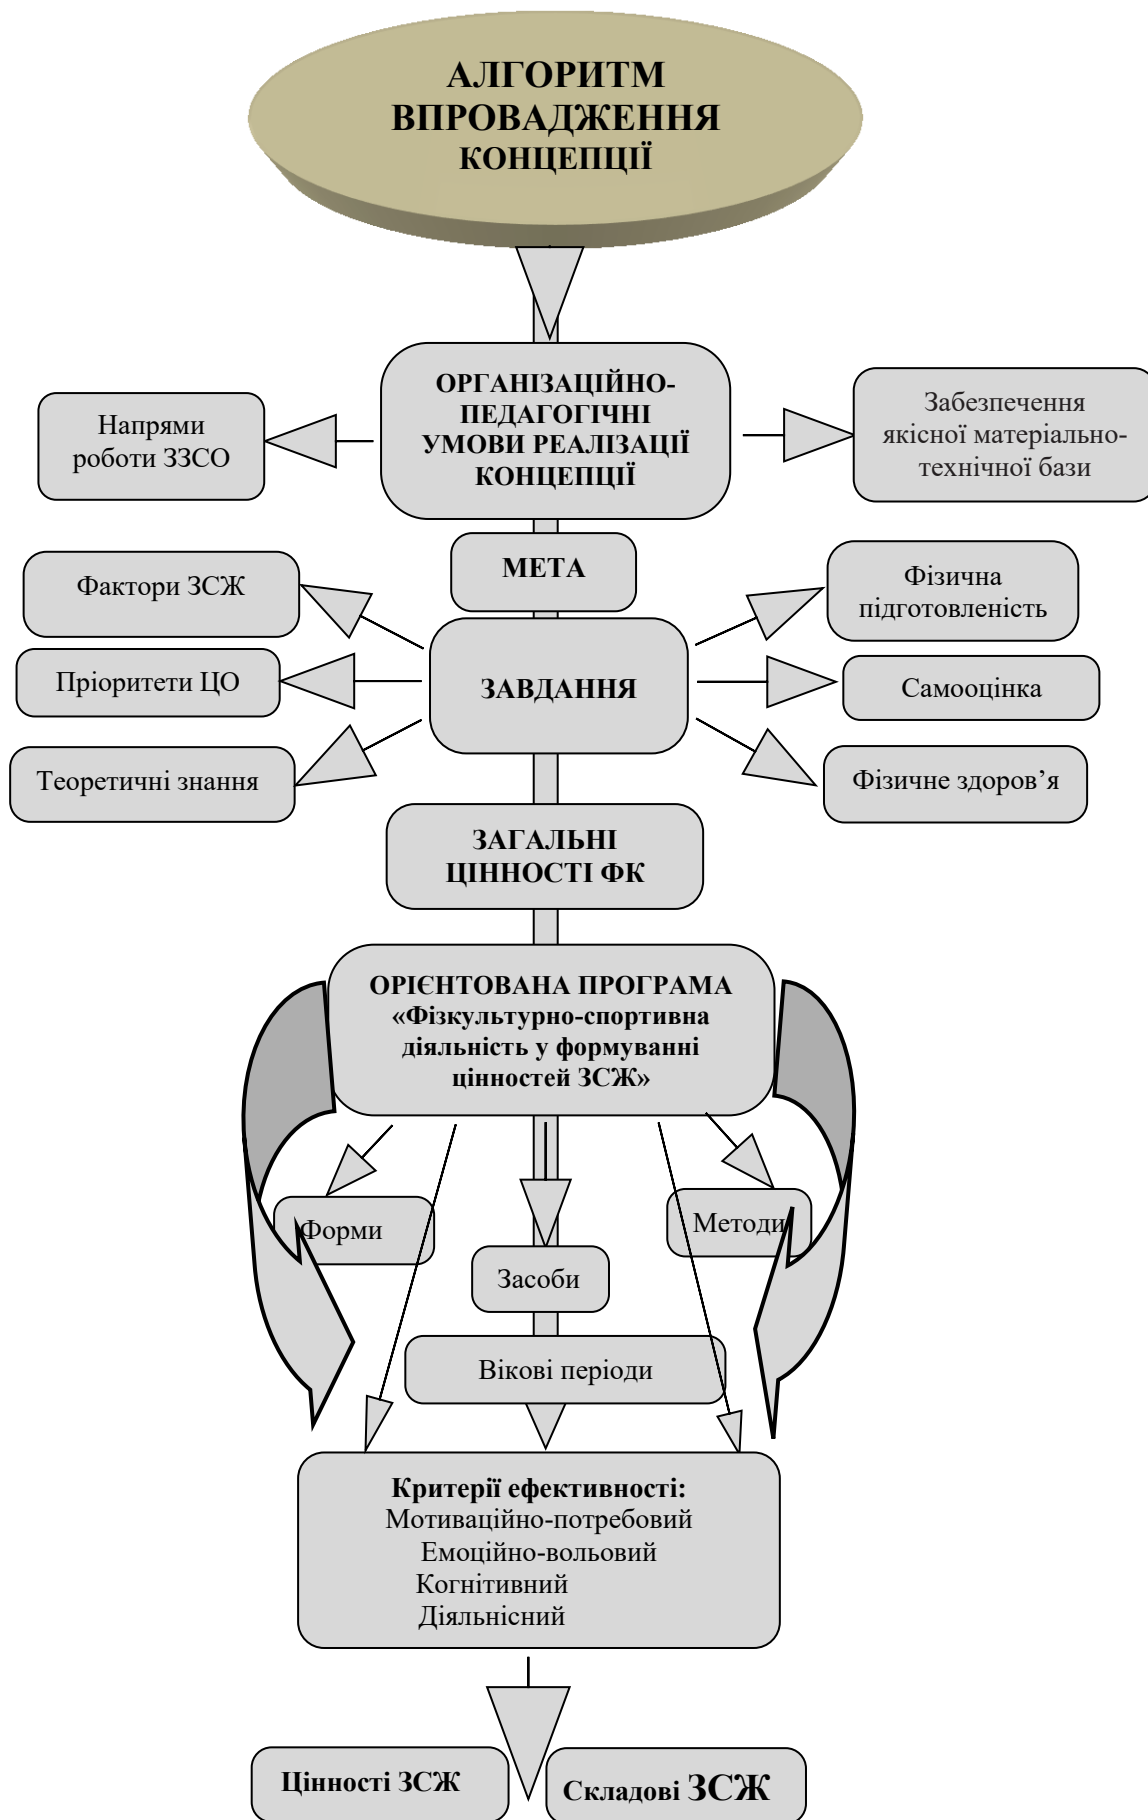 АЛГОРИТМ
ВПРОВАДЖЕННЯ
КОНЦЕПЦІЇ
ОРГАНІЗАЦІЙНО-
ПЕДАГОГІЧНІ
УМОВИ РЕАЛІЗАЦІЇ
КОНЦЕПЦІЇ
Напрями
роботи ЗЗСО
Забезпечення
якісної матеріально-
технічної бази
МЕТА
Фактори ЗСЖ
Фізична
підготовленість
Пріоритети ЦО
ЗАВДАННЯ
Самооцінка
Теоретичні знання
Фізичне здоров’я
ЗАГАЛЬНІ
ЦІННОСТІ ФК
ОРІЄНТОВАНА ПРОГРАМА
«Фізкультурно-спортивна
діяльність у формуванні
цінностей ЗСЖ»
Форми
Методи
Засоби
Вікові періоди
Критерії ефективності:
Мотиваційно-потребовий
Емоційно-вольовий
Когнітивний
Діяльнісний
Цінності ЗСЖ
Складові ЗСЖ